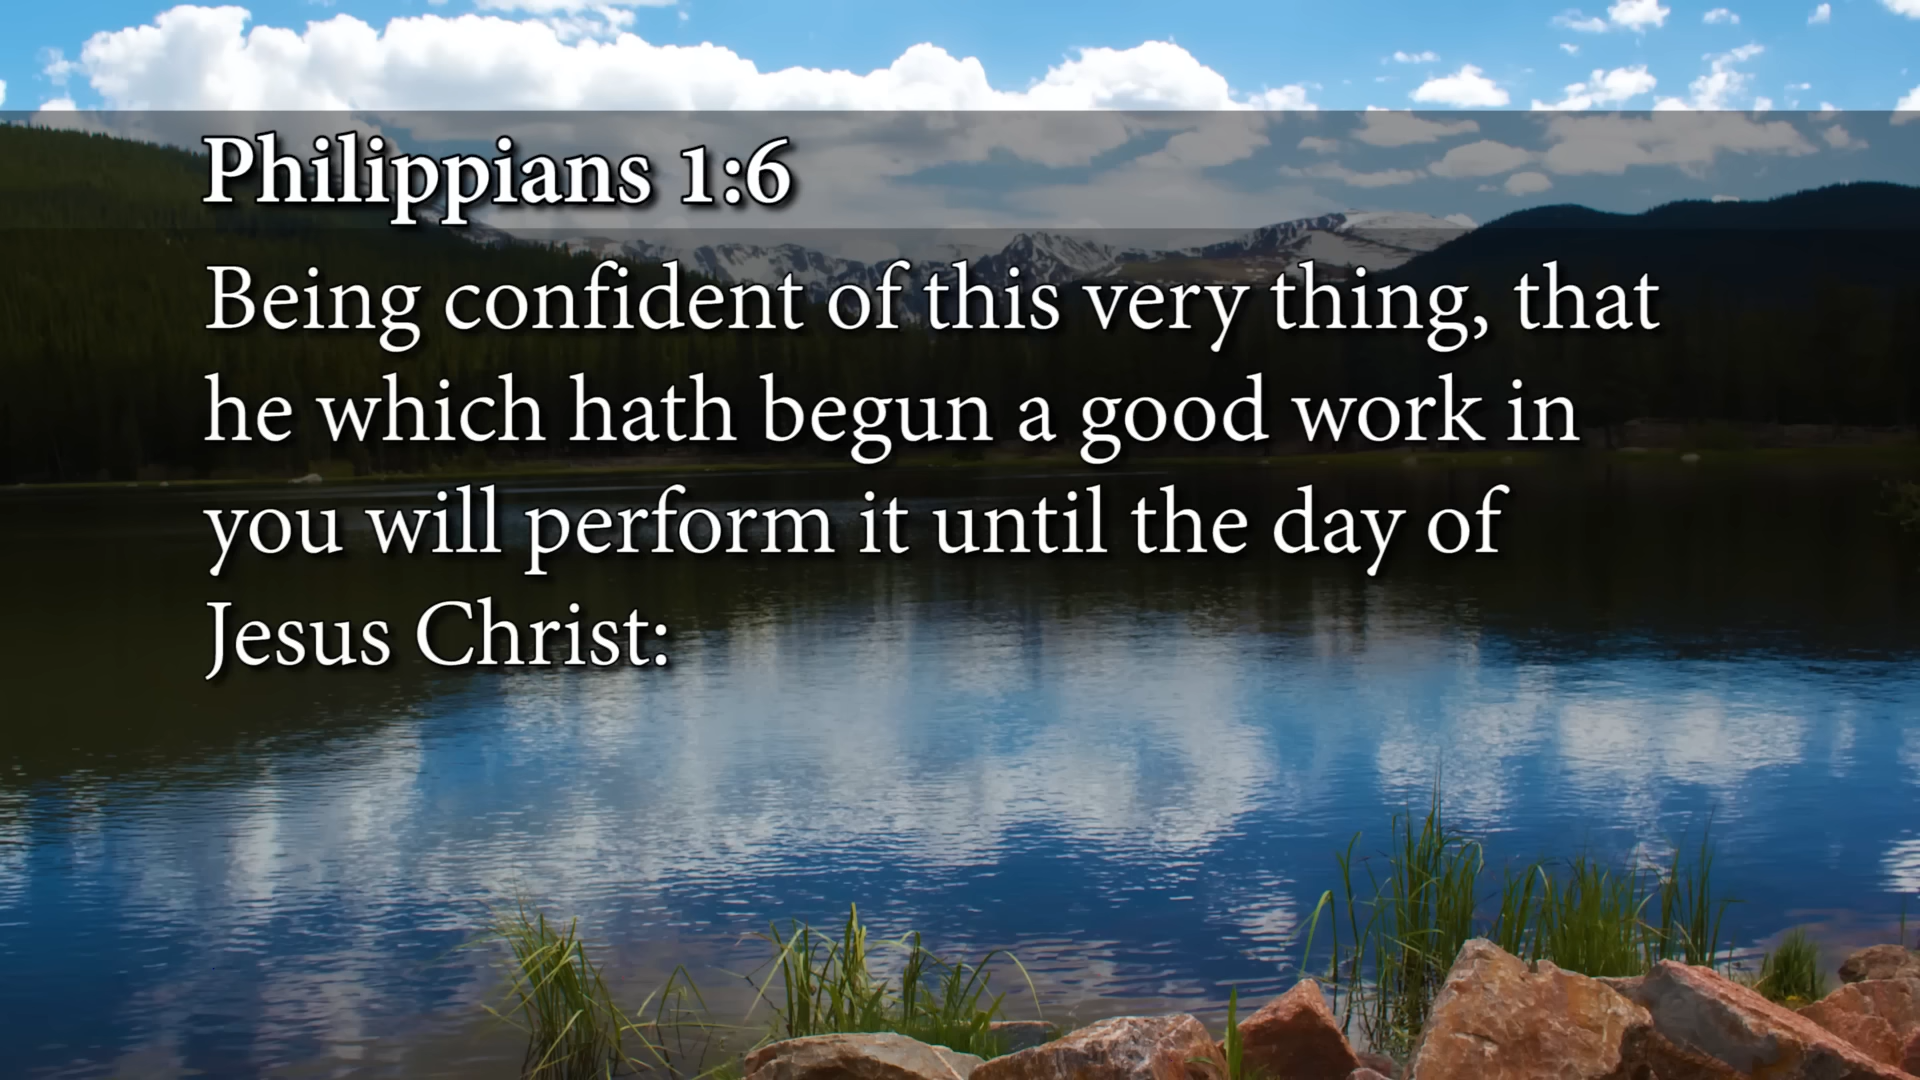 Philippians 1:6
Being confident of this very thing, that
he which hath begun a good work in
you will perform it until the day of
Jesus Christ: